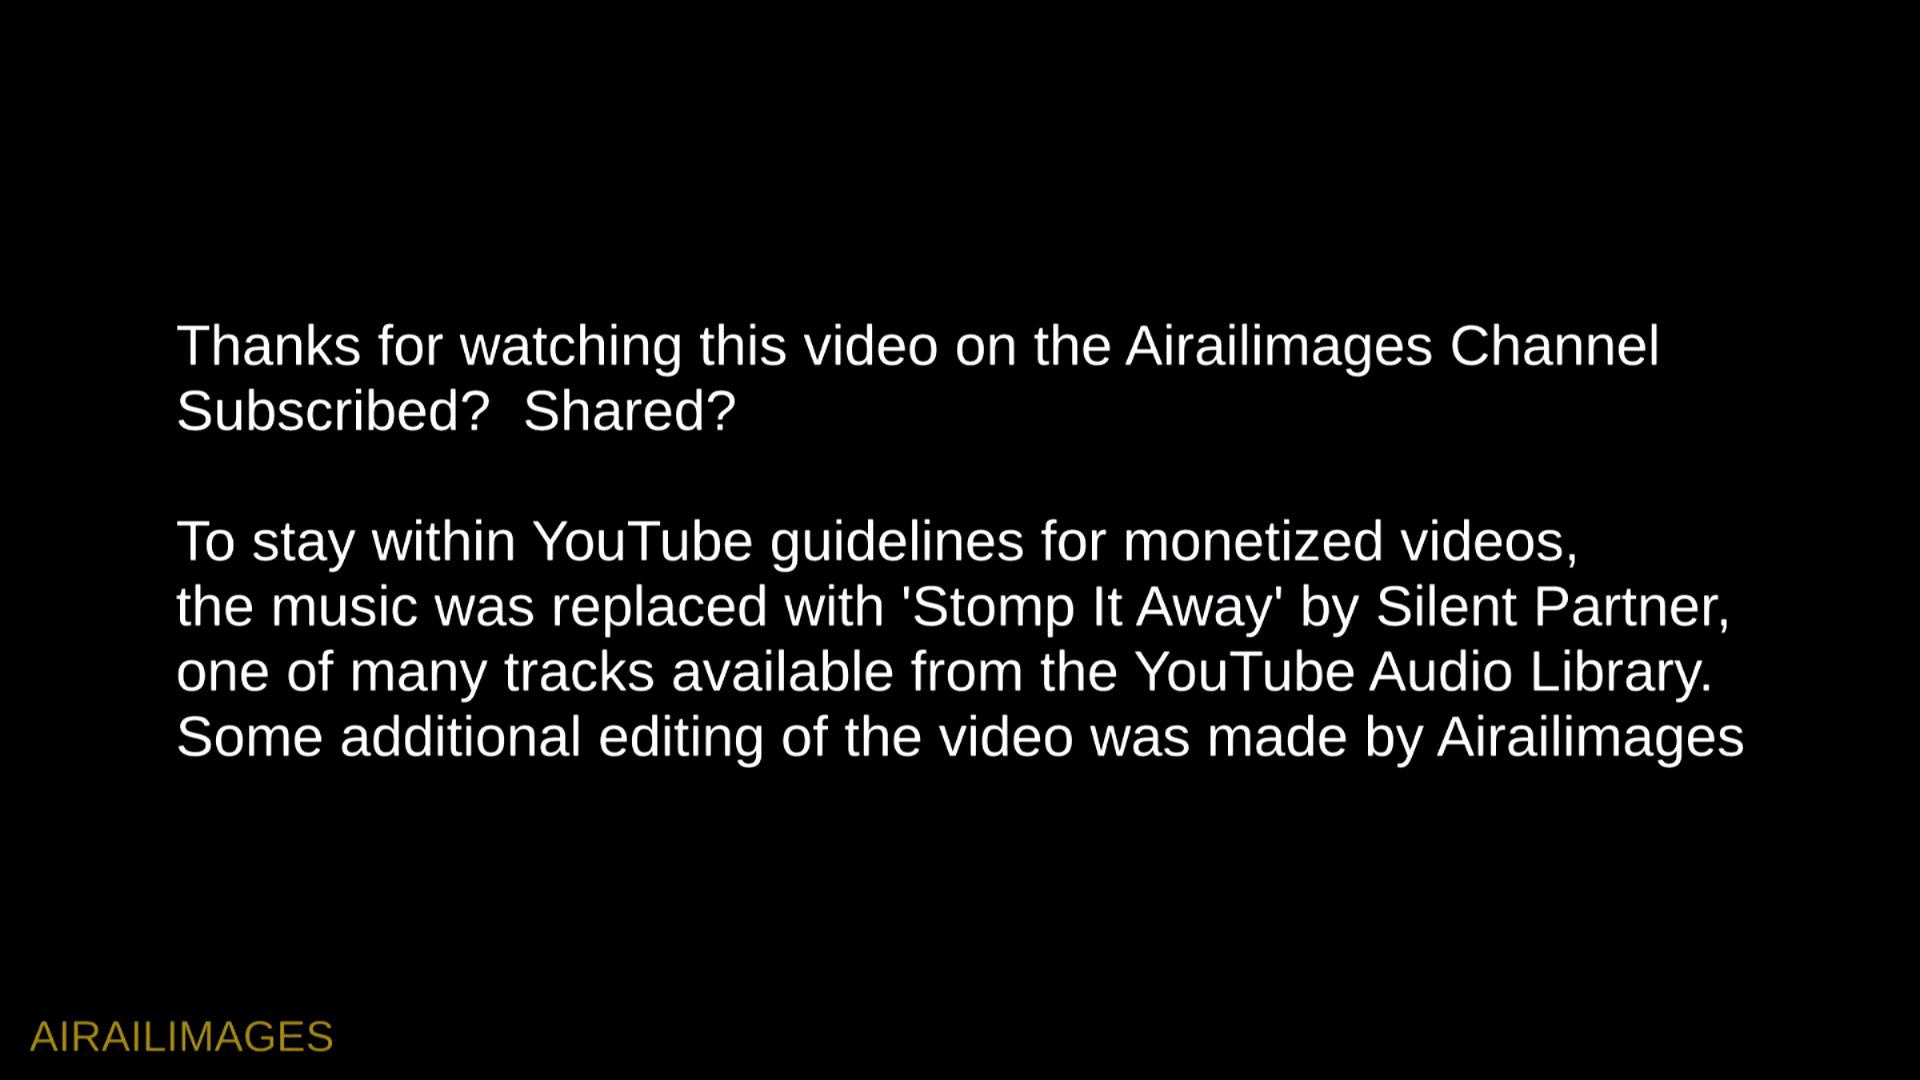 Thanks for watching this video on the Airailimages Channel
Subscribed?  Shared?
To stay within YouTube guidelines for monetized videos,
the music was replaced with 'Stomp It Away' by Silent Partner,
one of many tracks available from the YouTube Audio Library.
Some additional editing of the video was made by Airailimages
AIRAILIMAGES